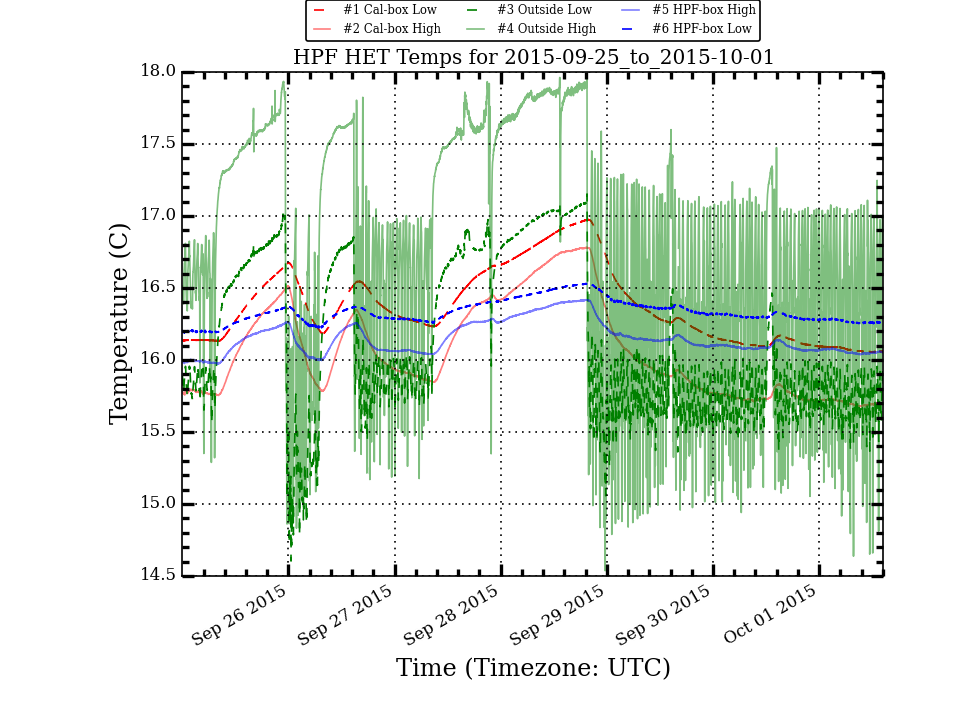 #1 Cal-box Low #3 Outside Low #5 HPF-box High
#2 Cal-box High #4 Outside High #6 HPF-box Low
HPF HET Temps for 2015-09-25_to_2015-10-01
18.0
17.5
17.0
16.5
16.0
15.5
15.0
14.5
Temperature (C)
Sep 26 2015 Sep 27 2015 Sep 28 2015 Sep 29 2015 Sep 30 2015 Oct 01 2015
Time (Timezone: UTC)